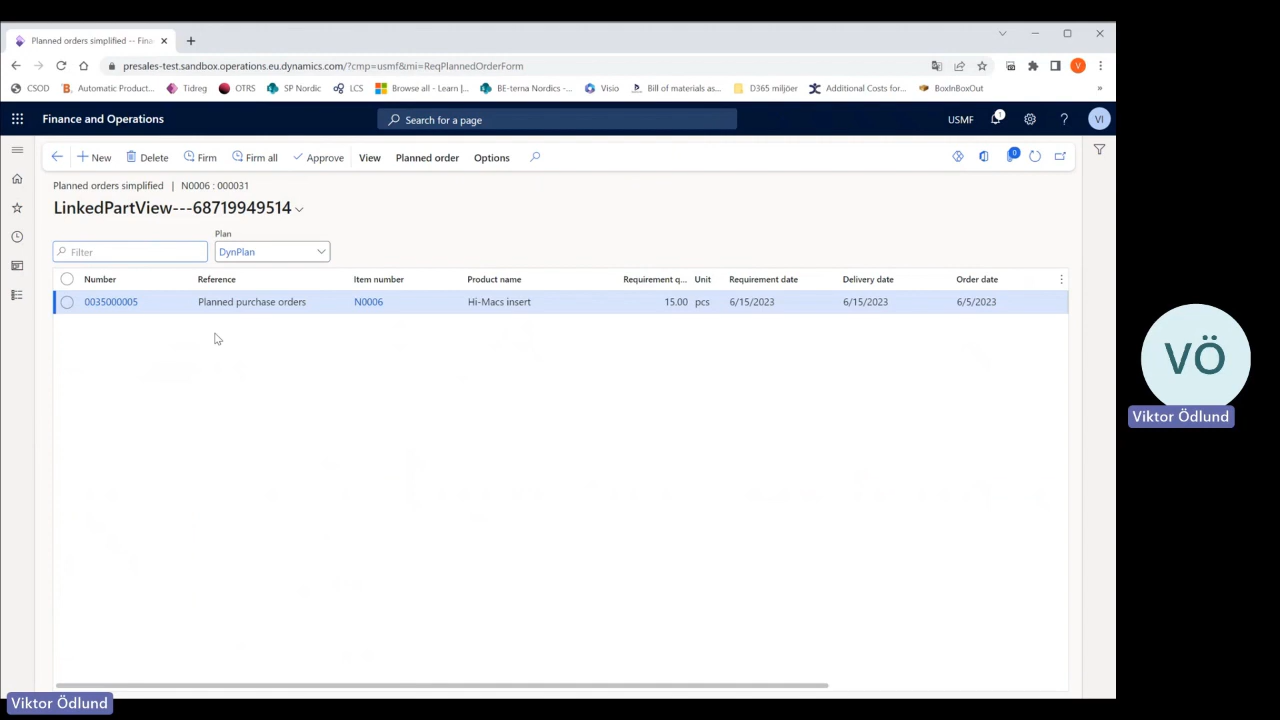 Planned orders simplified -- Fina
presales-test.sandbox.operations.eu.dynamics.com/?cmp=usmf&mi=ReqPlannedOrderForm
V
CSOD
Automatic Product...
Tidreg
OTRS
SP Nordic
LCS
Browse all - Learn |...
BE-terna Nordics -...
Visio
Bill of materials as...
D365 miljöer
Additional Costs for...
BoxInBoxOut
»
Finance and Operations
Search for a page
USMF
1
?
VI
New
Delete
Firm
Firm all
Approve
View
Planned order
Options
0
Planned orders simplified | N0006 : 000031
LinkedPartView---68719949514
Plan
Filter
DynPlan
Number Reference Item number Product name Requirement q... Unit Requirement date Delivery date Order date
0035000005 Planned purchase orders N0006 Hi-Macs insert 15.00 pcs 6/15/2023 6/15/2023 6/5/2023
VÖ
Viktor Ödlund
Viktor Ödlund